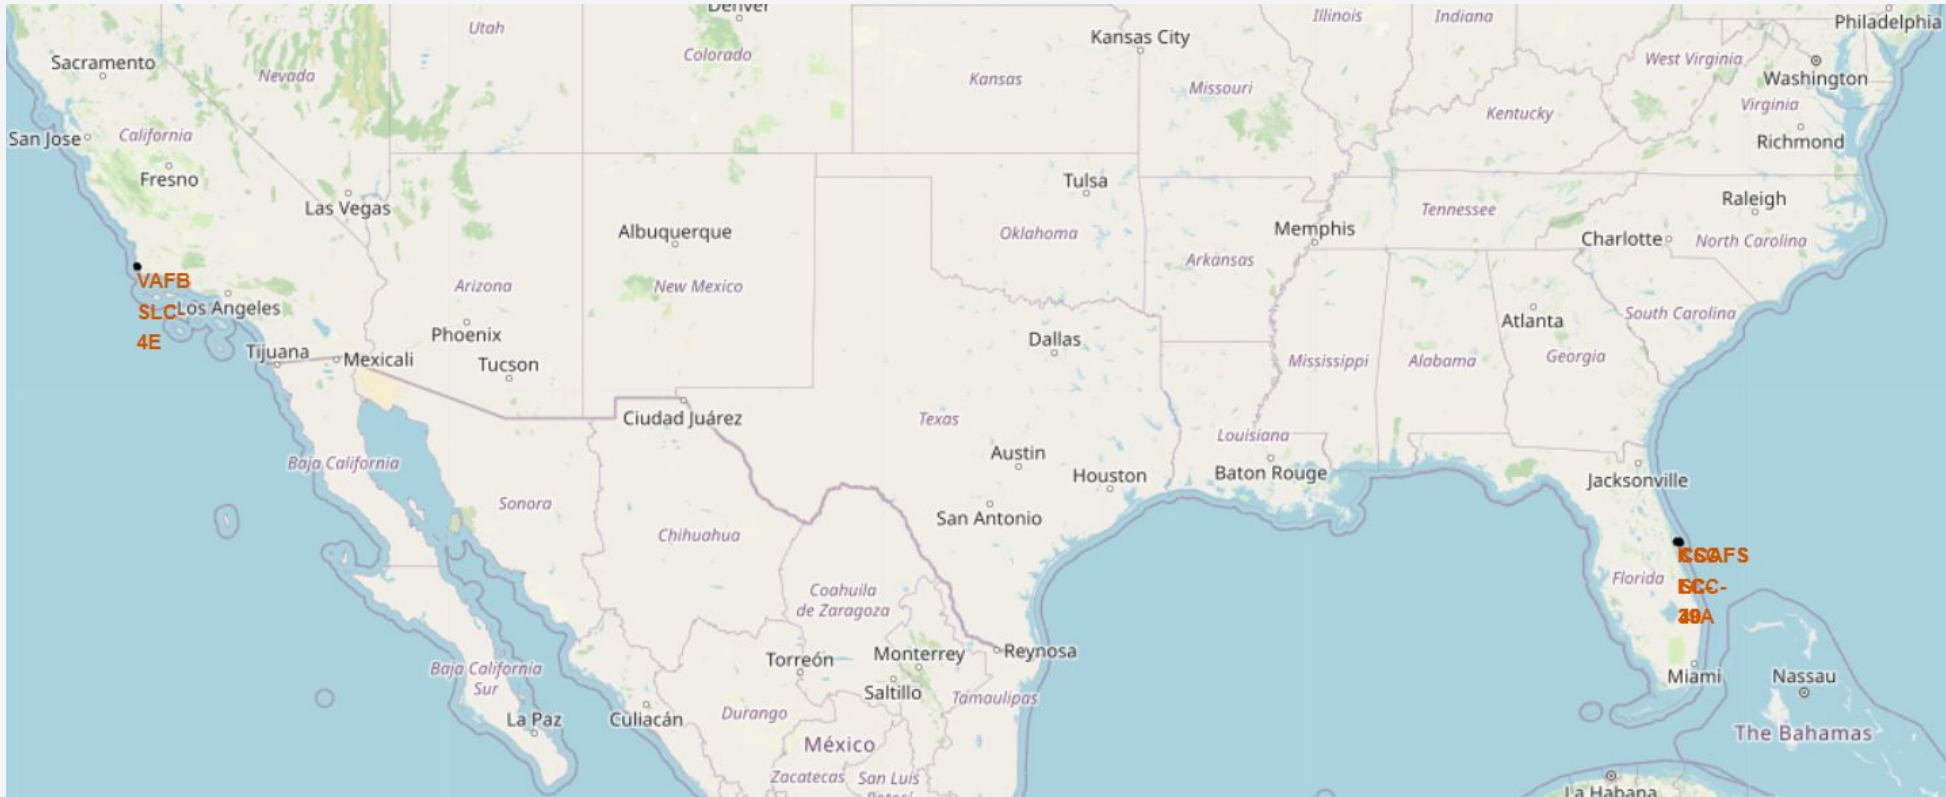 Denver
Utah
Colorado
Kansas City
Illinois
Indiana
Philadelphia
Sacramento
Nevada
Kansas
Missouri
West Virginia
Washington
Virginia
Kentucky
San Jose
California
Richmond
Fresno
Tulsa
Las Vegas
Raleigh
Tennessee
Albuquerque
Oklahoma
Memphis
Charlotte
North Carolina
Arkansas
VAFB
SLC-
4E
Los Angeles
Arizona
New Mexico
South Carolina
Phoenix
Dallas
Atlanta
Tijuana
Mexicali
Tucson
Mississippi
Alabama
Georgia
Ciudad Juárez
Texas
Louisiana
Austin
Baja California
Houston
Baton Rouge
Jacksonville
Sonora
San Antonio
Chihuahua
Florida
Coahuila
de Zaragoza
Torreón
Monterrey
Reynosa
Baja California
Sur
Saltillo
Tamaulipas
Miami
Nassau
La Paz
Culiacán
Durango
The Bahamas
México
Zacatecas
San Luis
Potosí
La Habana